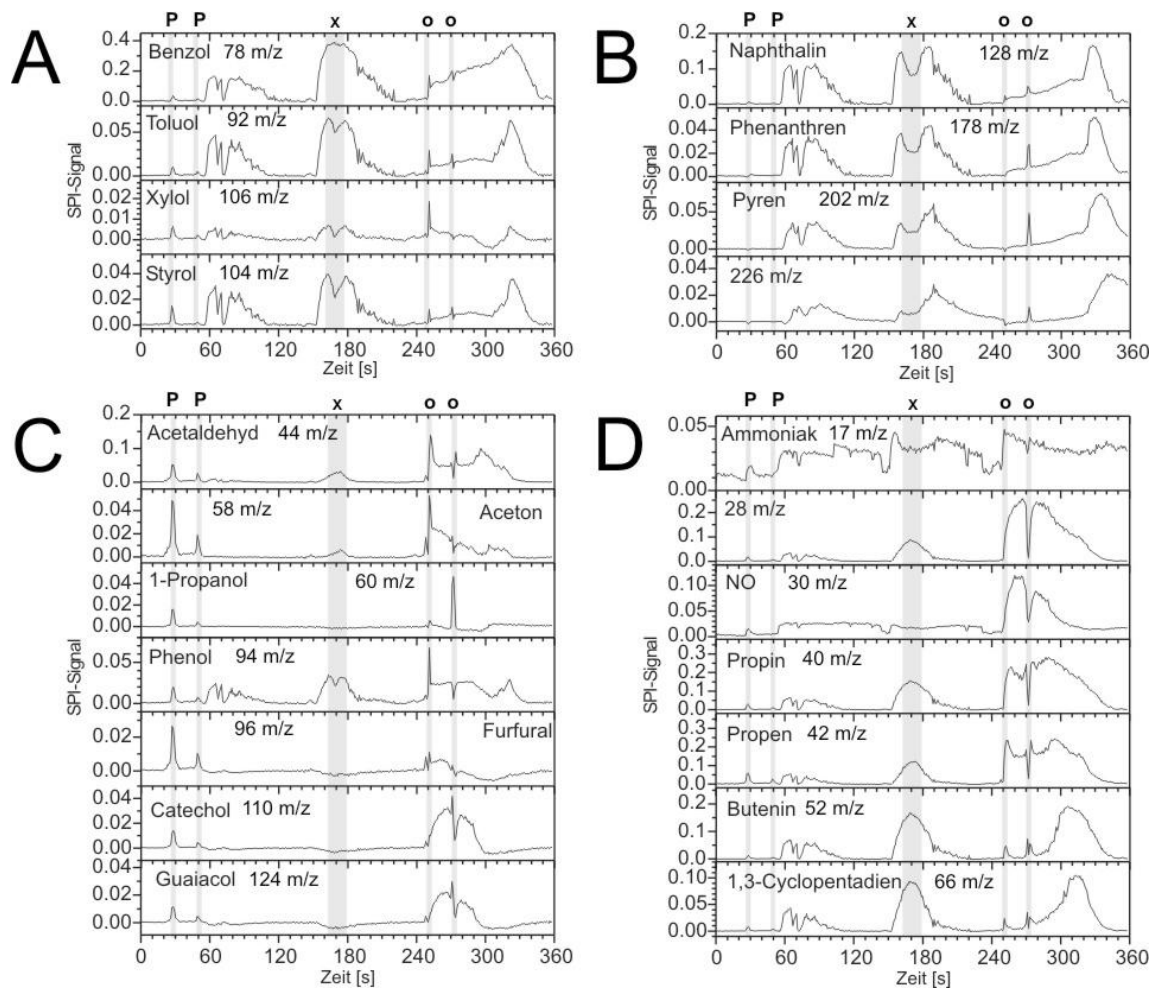 A
P P x o o
Benzol 78 m/z
0.4
0.2
0.0
Toluol 92 m/z
0.05
0.00
Xylol 106 m/z
0.02
0.01
0.00
Styrol 104 m/z
0.04
0.02
0.00
SPI-Signal
0 60 120 180 240 300 360
Zeit [s]
B
P P x o o
Naphthalin 128 m/z
0.2
0.1
0.0
Phenanthren 178 m/z
0.04
0.02
0.00
Pyren 202 m/z
0.05
0.00
226 m/z
0.04
0.02
0.00
SPI-Signal
0 60 120 180 240 300 360
Zeit [s]
C
P P x o o
Acetaldehyd 44 m/z
0.2
0.1
0.0
58 m/z Aceton
0.04
0.02
0.00
1-Propanol 60 m/z
0.04
0.02
0.00
Phenol 94 m/z
0.05
0.00
96 m/z Furfural
0.02
0.00
Catechol 110 m/z
0.04
0.02
0.00
Guaiacol 124 m/z
0.04
0.02
0.00
SPI-Signal
0 60 120 180 240 300 360
Zeit [s]
D
P P x o o
Ammoniak 17 m/z
0.05
0.00
28 m/z
0.2
0.1
0.0
NO 30 m/z
0.10
0.05
0.00
Propin 40 m/z
0.3
0.2
0.1
0.0
Propen 42 m/z
0.3
0.2
0.1
0.0
Butenin 52 m/z
0.2
0.1
0.0
1,3-Cyclopentadien 66 m/z
0.10
0.05
0.00
SPI-Signal
0 60 120 180 240 300 360
Zeit [s]